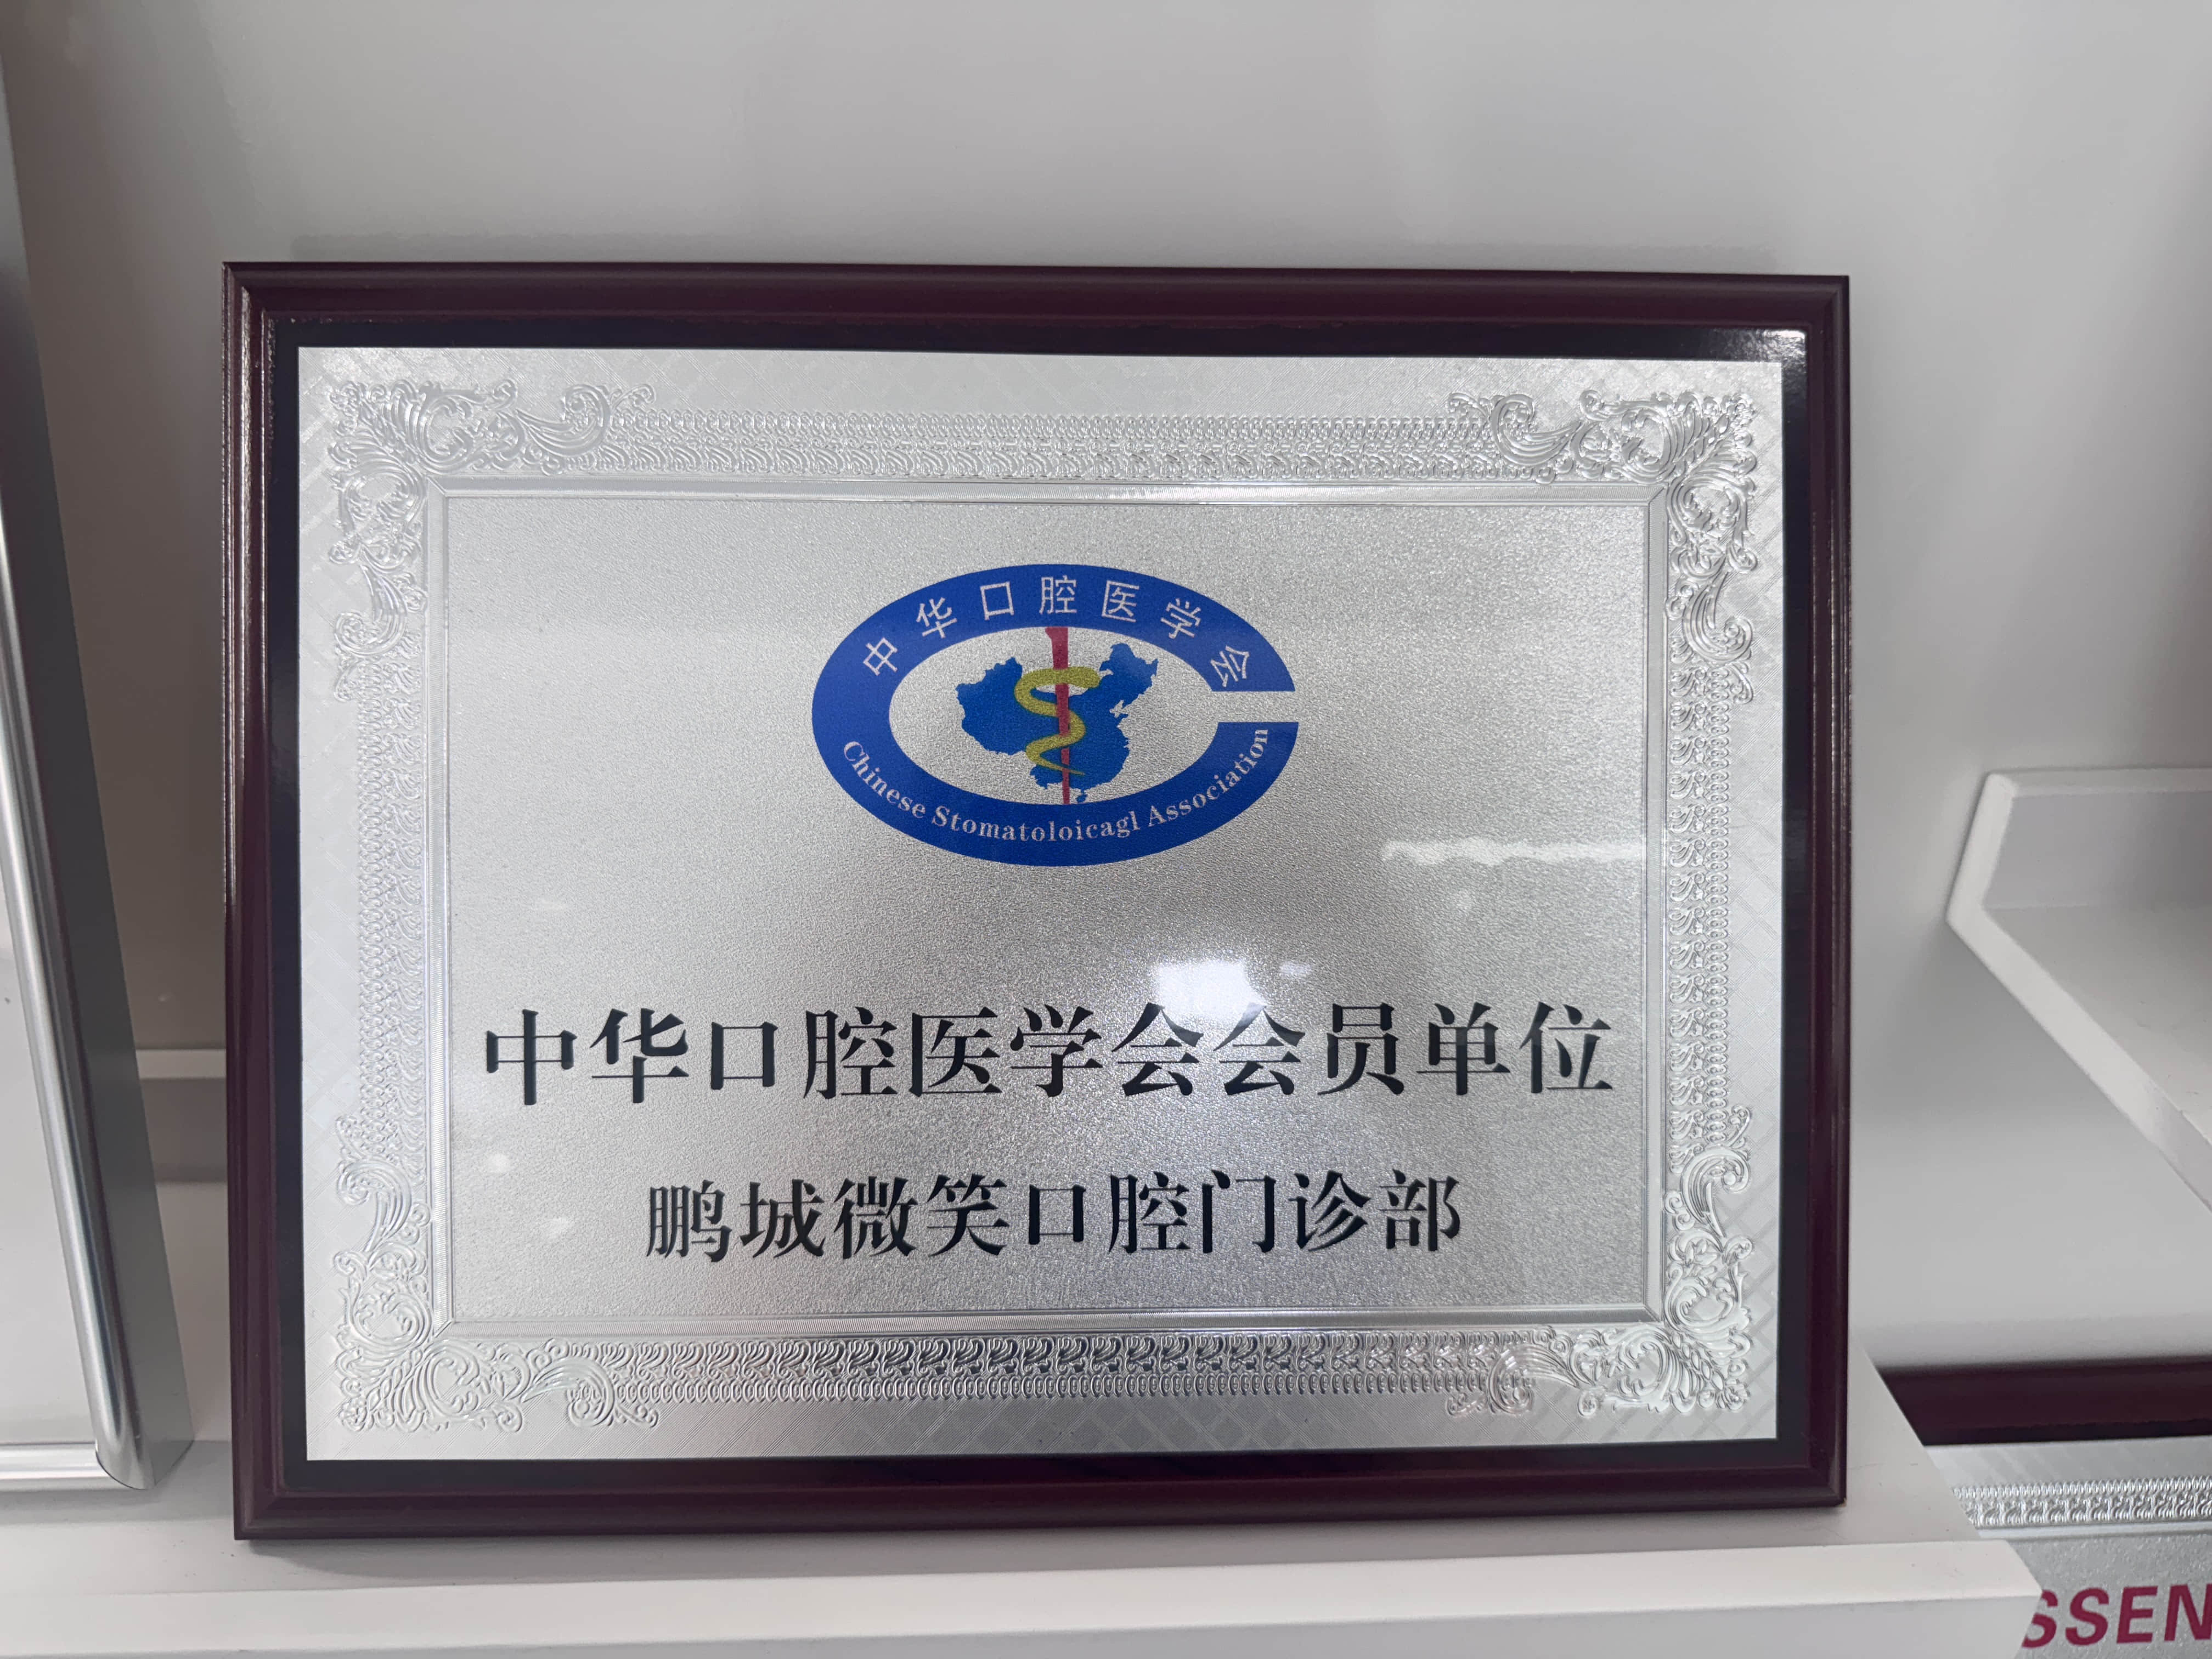 中华口腔医学会
Chinese Stomatoloicagl Association
中华口腔医学会会员单位
鹏城微笑口腔门诊部
SSEN